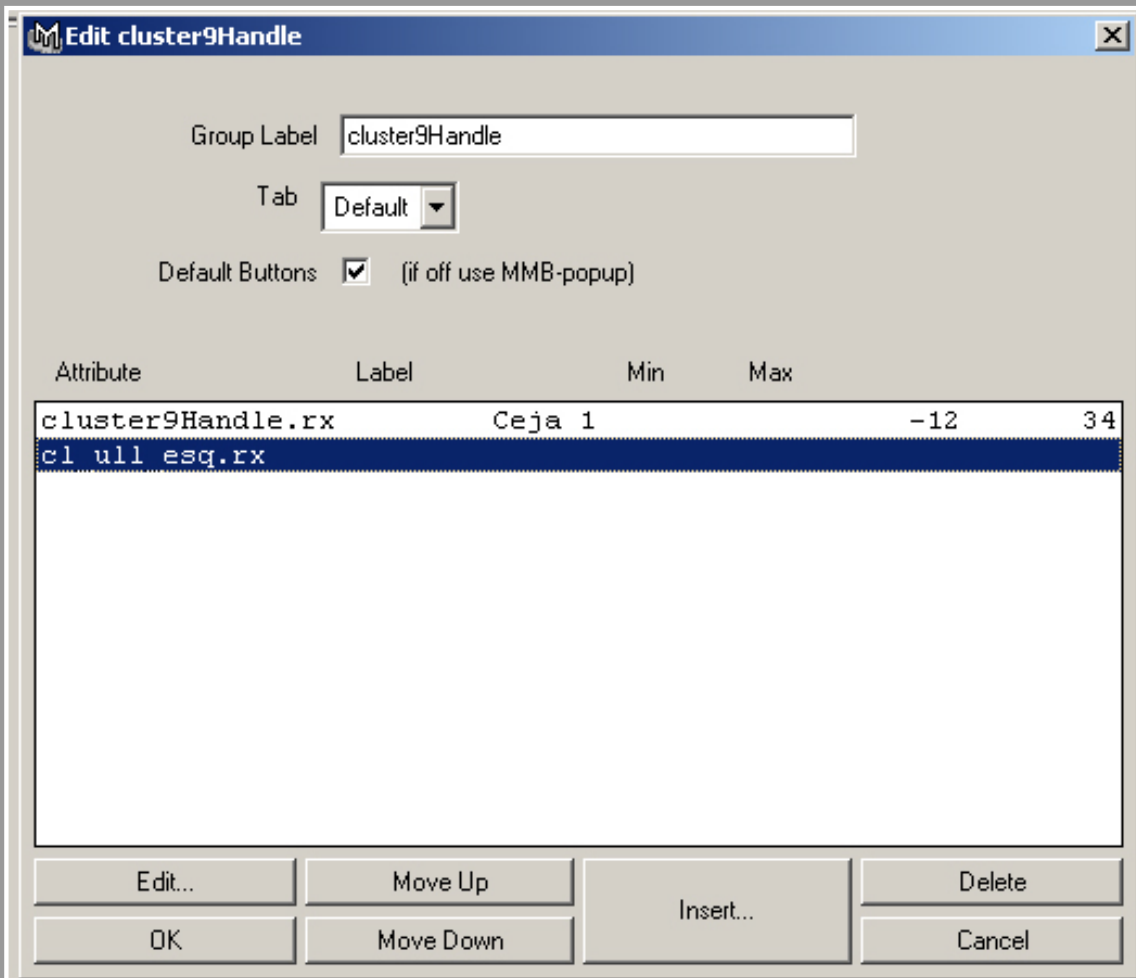 Edit cluster9Handle
Group Label cluster9Handle
Tab Default
Default Buttons (if off use MMB-popup)
Attribute Label Min Max
cluster9Handle.rx Ceja 1 -12 34
cl ull esq.rx
Edit... Move Up Insert... Delete
OK Move Down Cancel